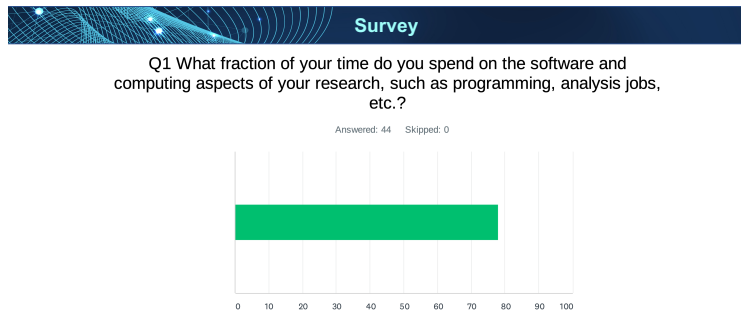 Survey
Q1 What fraction of your time do you spend on the software and
computing aspects of your research, such as programming, analysis jobs,
etc.?
Answered: 44 Skipped: 0
0 10 20 30 40 50 60 70 80 90 100